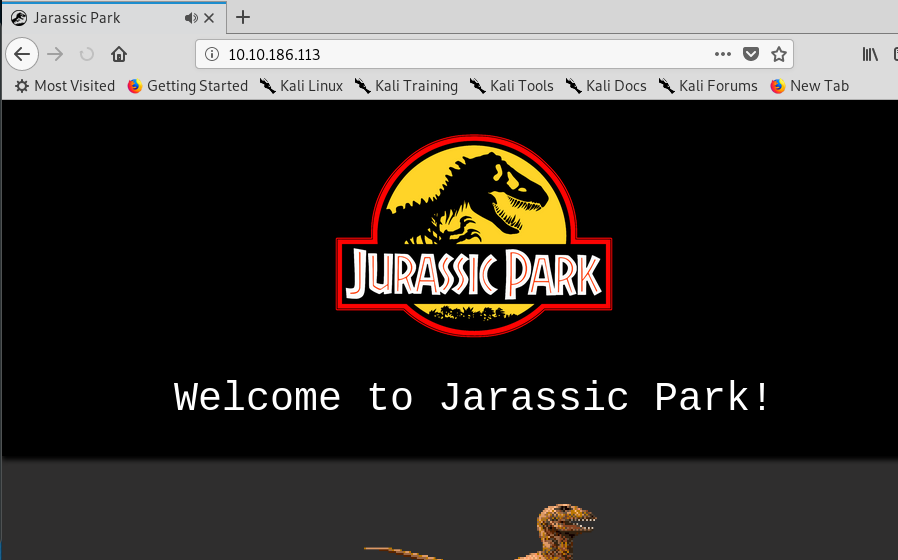 Jarassic Park
10.10.186.113
Most Visited Getting Started Kali Linux Kali Training Kali Tools Kali Docs Kali Forums New Tab
JURASSIC PARK
Welcome to Jarassic Park!